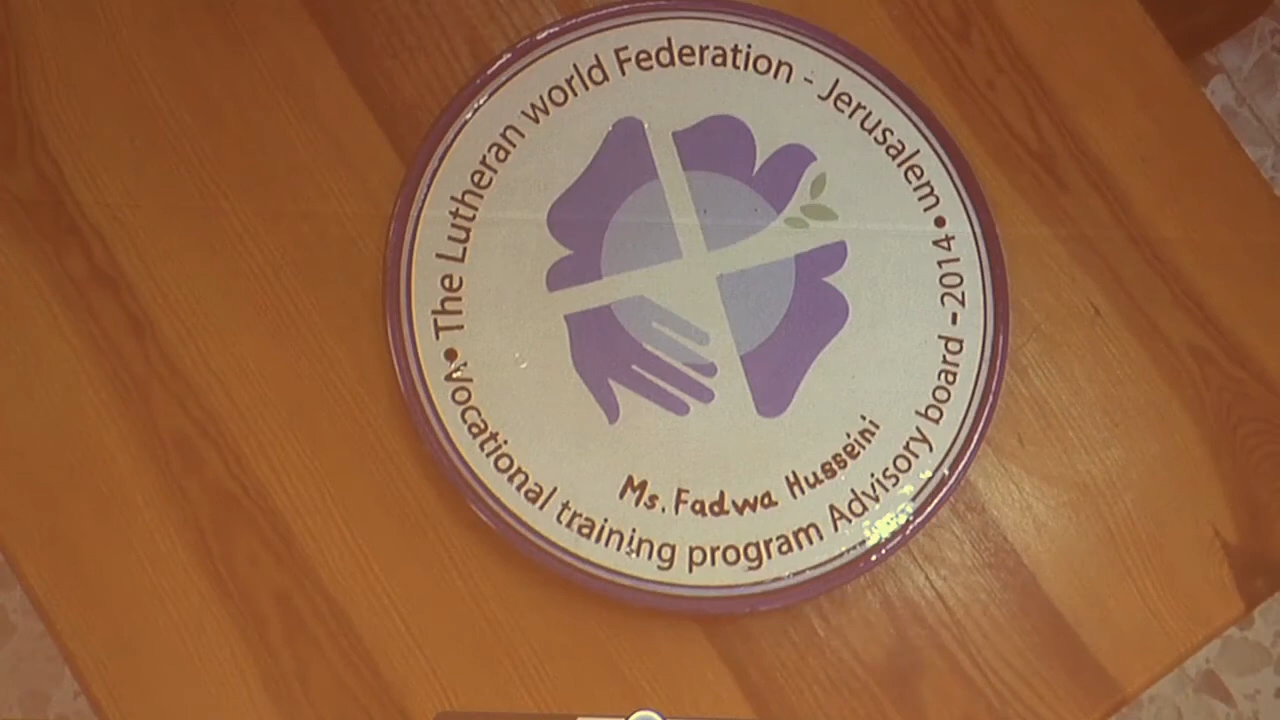 • The Lutheran world Federation - Jerusalem •
Vocational training program Advisory board - 2014
Ms. Fadwa Husseini